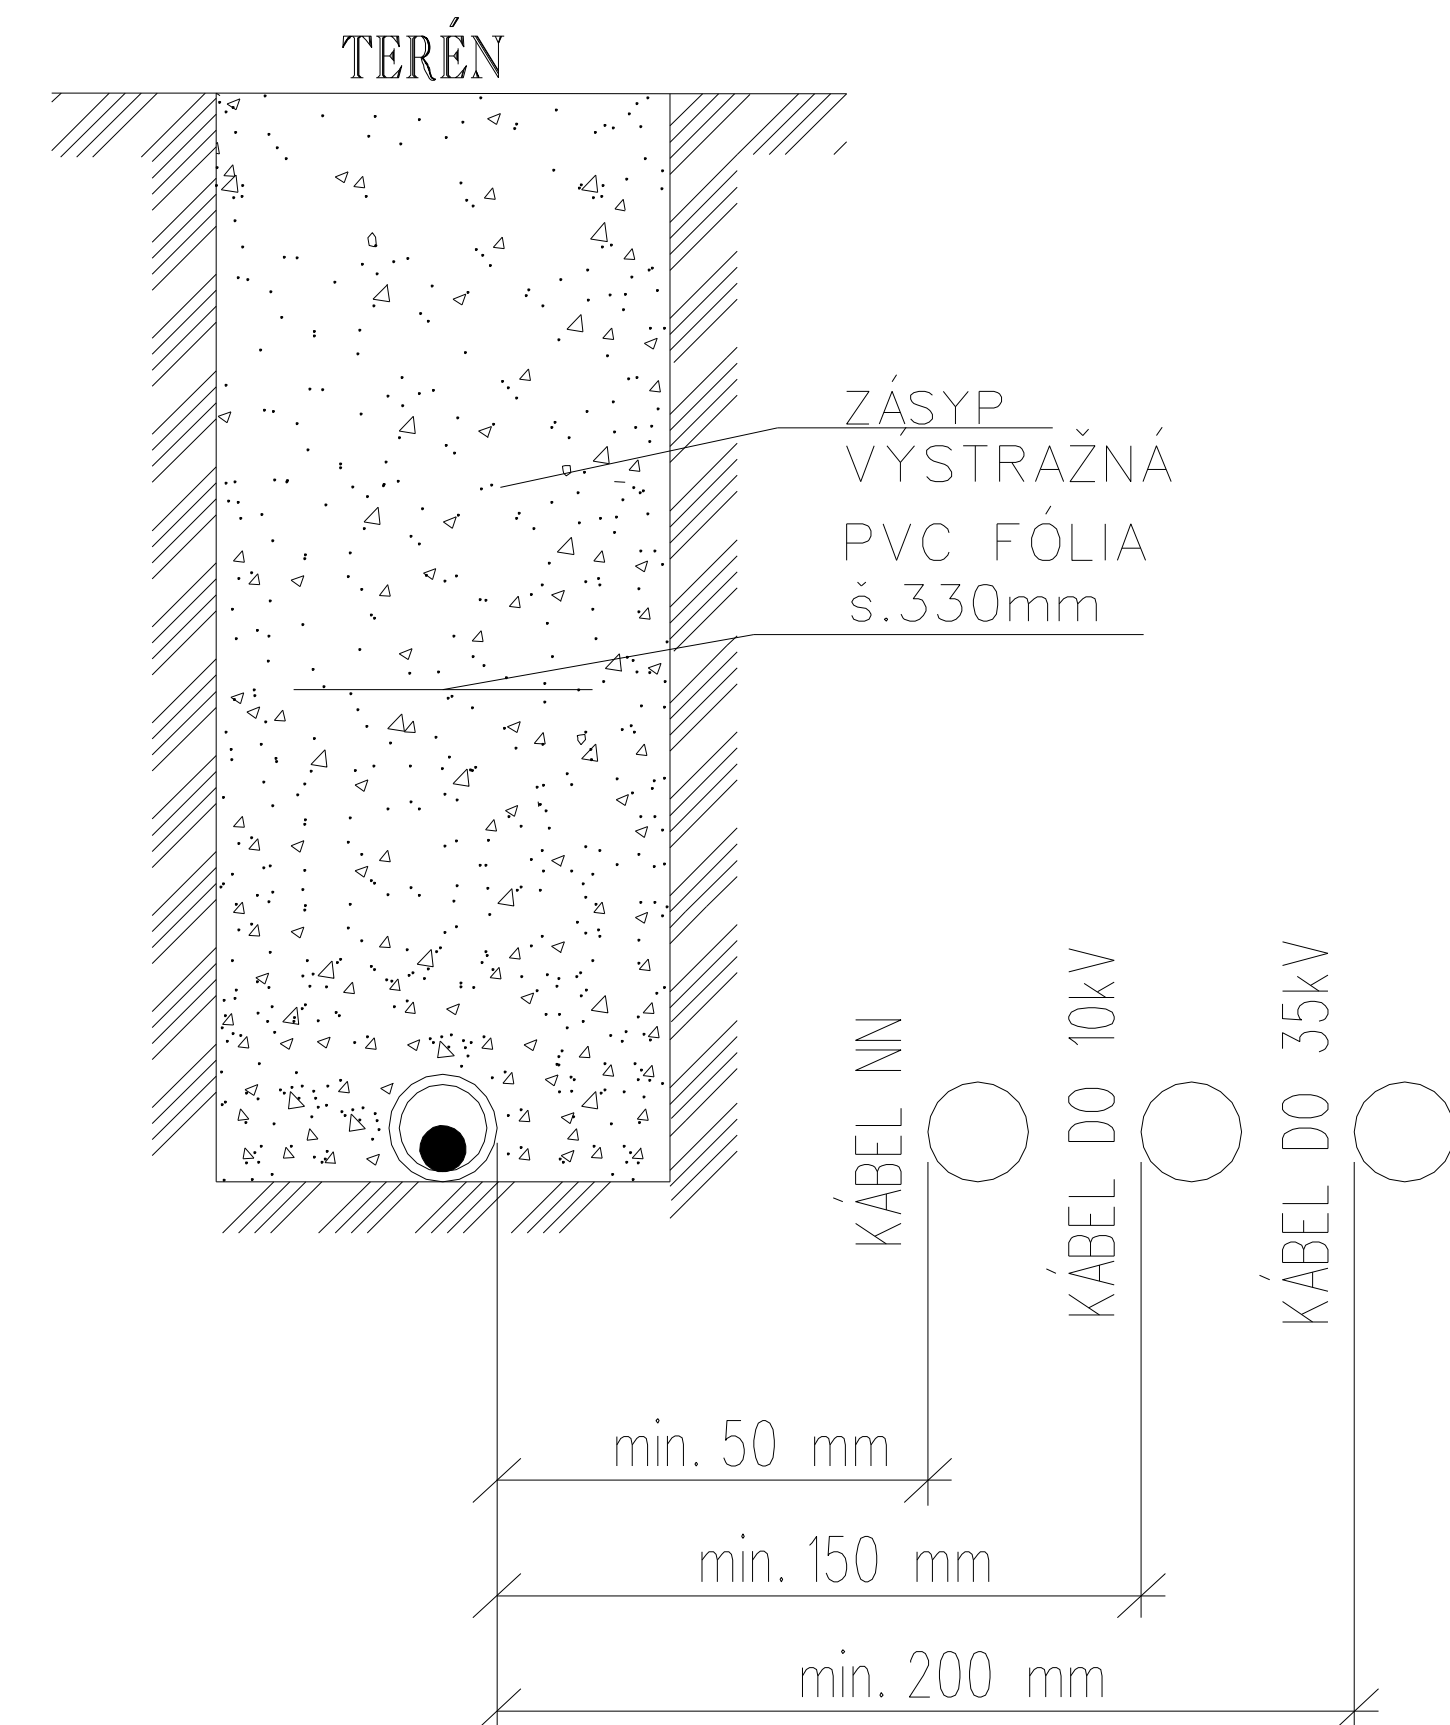 TERÉN
ZÁSYP
VÝSTRAŽNÁ
PVC FÓLIA
š.330mm
KÁBEL NN
KÁBEL DO 10kV
KÁBEL DO 35kV
min. 50 mm
min. 150 mm
min. 200 mm